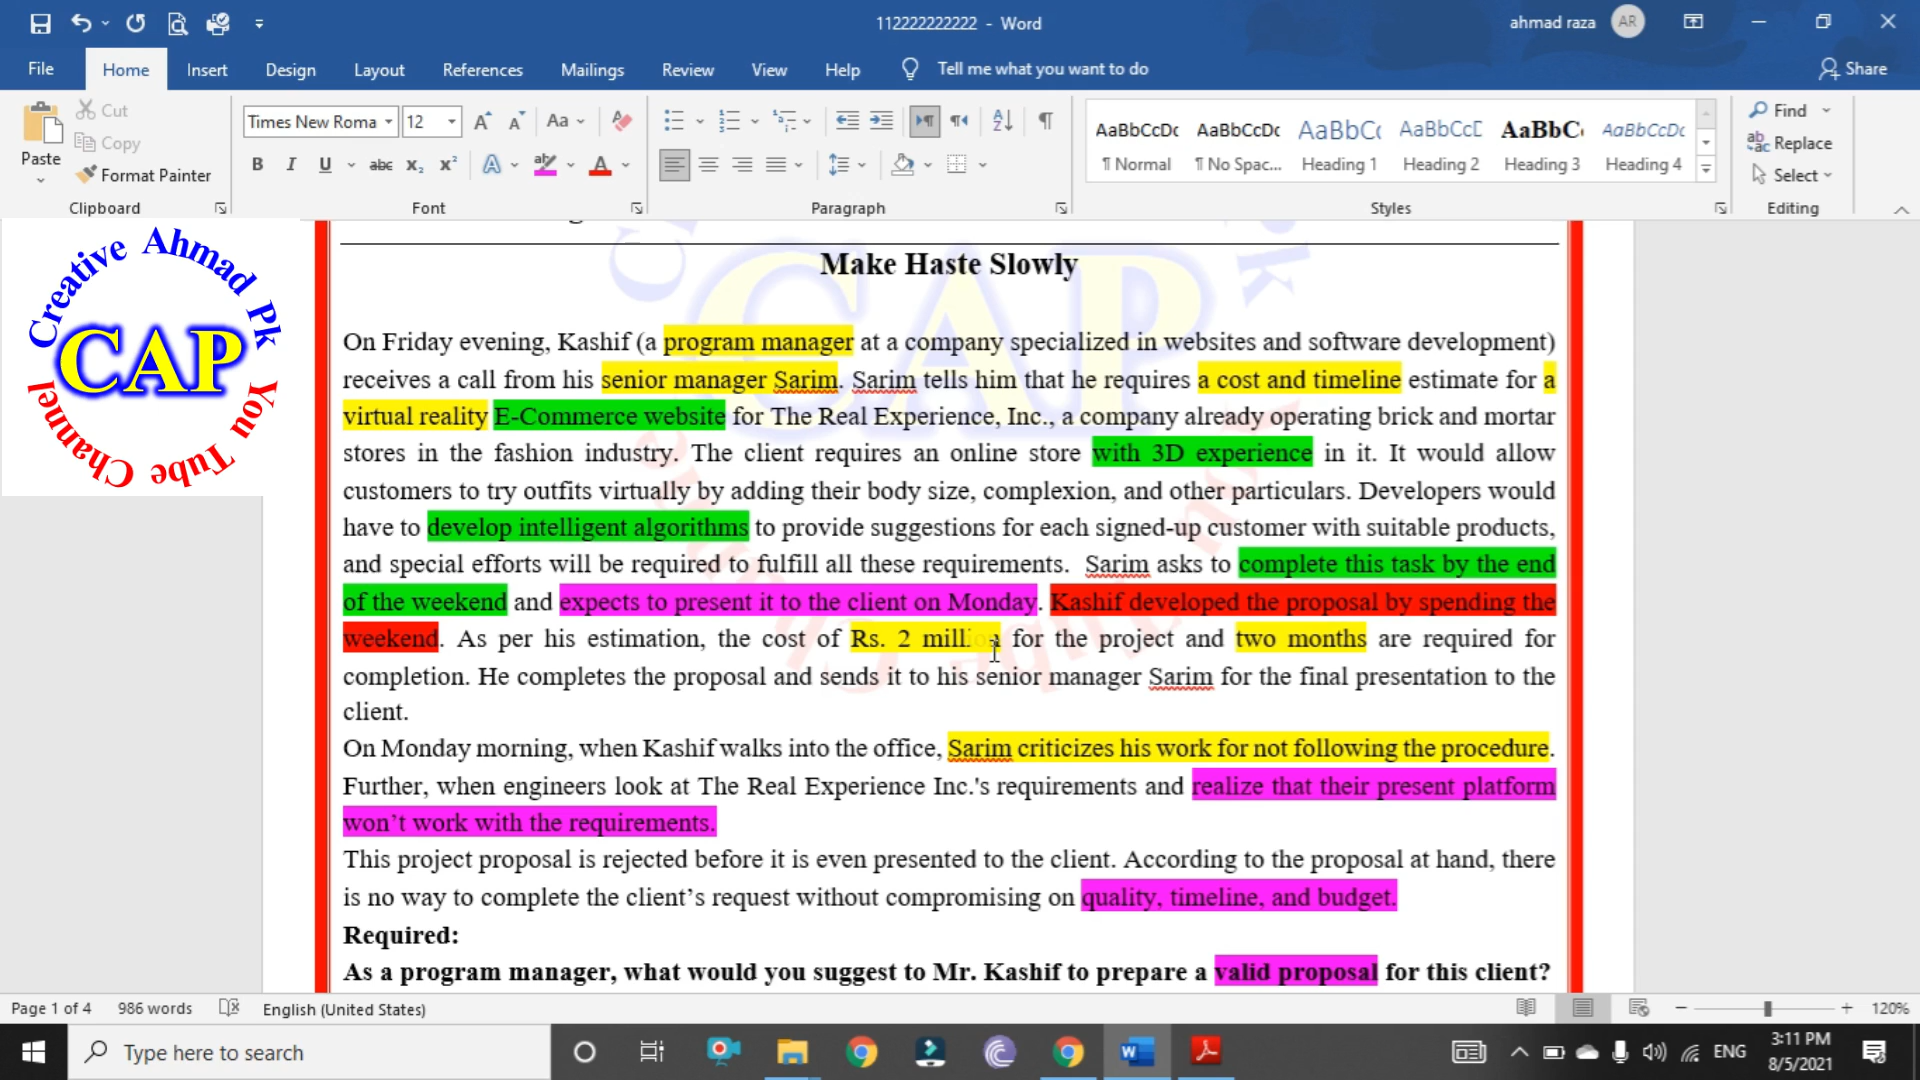 112222222222 - Word
ahmad raza
AR
File Home Insert Design Layout References Mailings Review View Help Tell me what you want to do
Share
Paste
Cut
Copy
Format Painter
Clipboard
Times New Roma
12
Aa
B I U abc x₂ x² A A
Font
Paragraph
AaBbCcDc AaBbCcDc AaBbC( AaBbCcD AaBbC AaBbCcDc
¶ Normal ¶ No Spac... Heading 1 Heading 2 Heading 3 Heading 4
Styles
Find
Replace
Select
Editing
Creative Ahmad Pk You Tube Channel
CAP
Make Haste Slowly
On Friday evening, Kashif (a program manager at a company specialized in websites and software development)
receives a call from his senior manager Sarim. Sarim tells him that he requires a cost and timeline estimate for a
virtual reality E-Commerce website for The Real Experience, Inc., a company already operating brick and mortar
stores in the fashion industry. The client requires an online store with 3D experience in it. It would allow
customers to try outfits virtually by adding their body size, complexion, and other particulars. Developers would
have to develop intelligent algorithms to provide suggestions for each signed-up customer with suitable products,
and special efforts will be required to fulfill all these requirements. Sarim asks to complete this task by the end
of the weekend and expects to present it to the client on Monday. Kashif developed the proposal by spending the
weekend. As per his estimation, the cost of Rs. 2 million for the project and two months are required for
completion. He completes the proposal and sends it to his senior manager Sarim for the final presentation to the
client.
On Monday morning, when Kashif walks into the office, Sarim criticizes his work for not following the procedure.
Further, when engineers look at The Real Experience Inc.'s requirements and realize that their present platform
won’t work with the requirements.
This project proposal is rejected before it is even presented to the client. According to the proposal at hand, there
is no way to complete the client’s request without compromising on quality, timeline, and budget.
Required:
As a program manager, what would you suggest to Mr. Kashif to prepare a valid proposal for this client?
Page 1 of 4 986 words English (United States)
120%
Type here to search
ENG
3:11 PM
8/5/2021